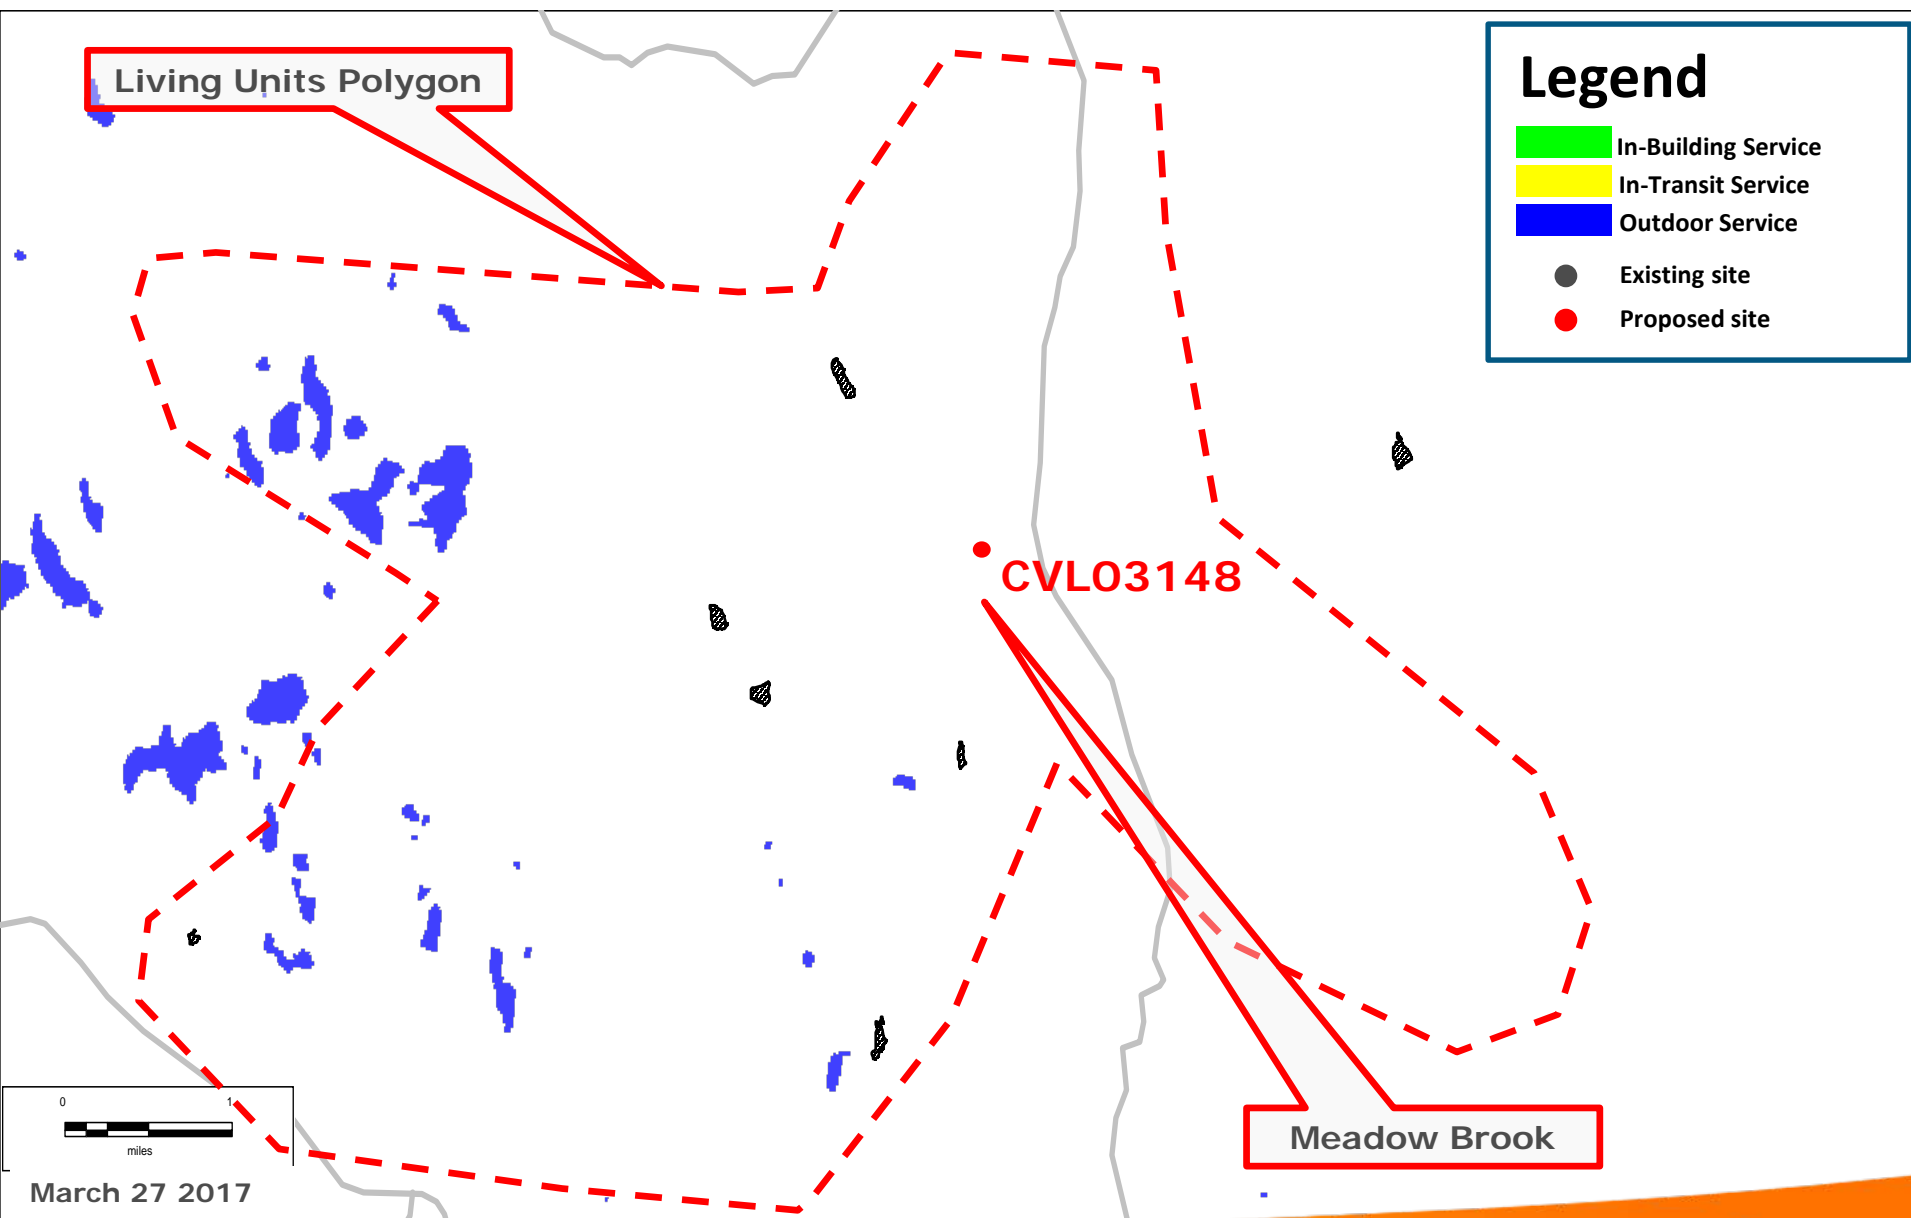 Living Units Polygon
Legend
In-Building Service
In-Transit Service
Outdoor Service
Existing site
Proposed site
CVL03148
Meadow Brook
0 1
miles
March 27 2017